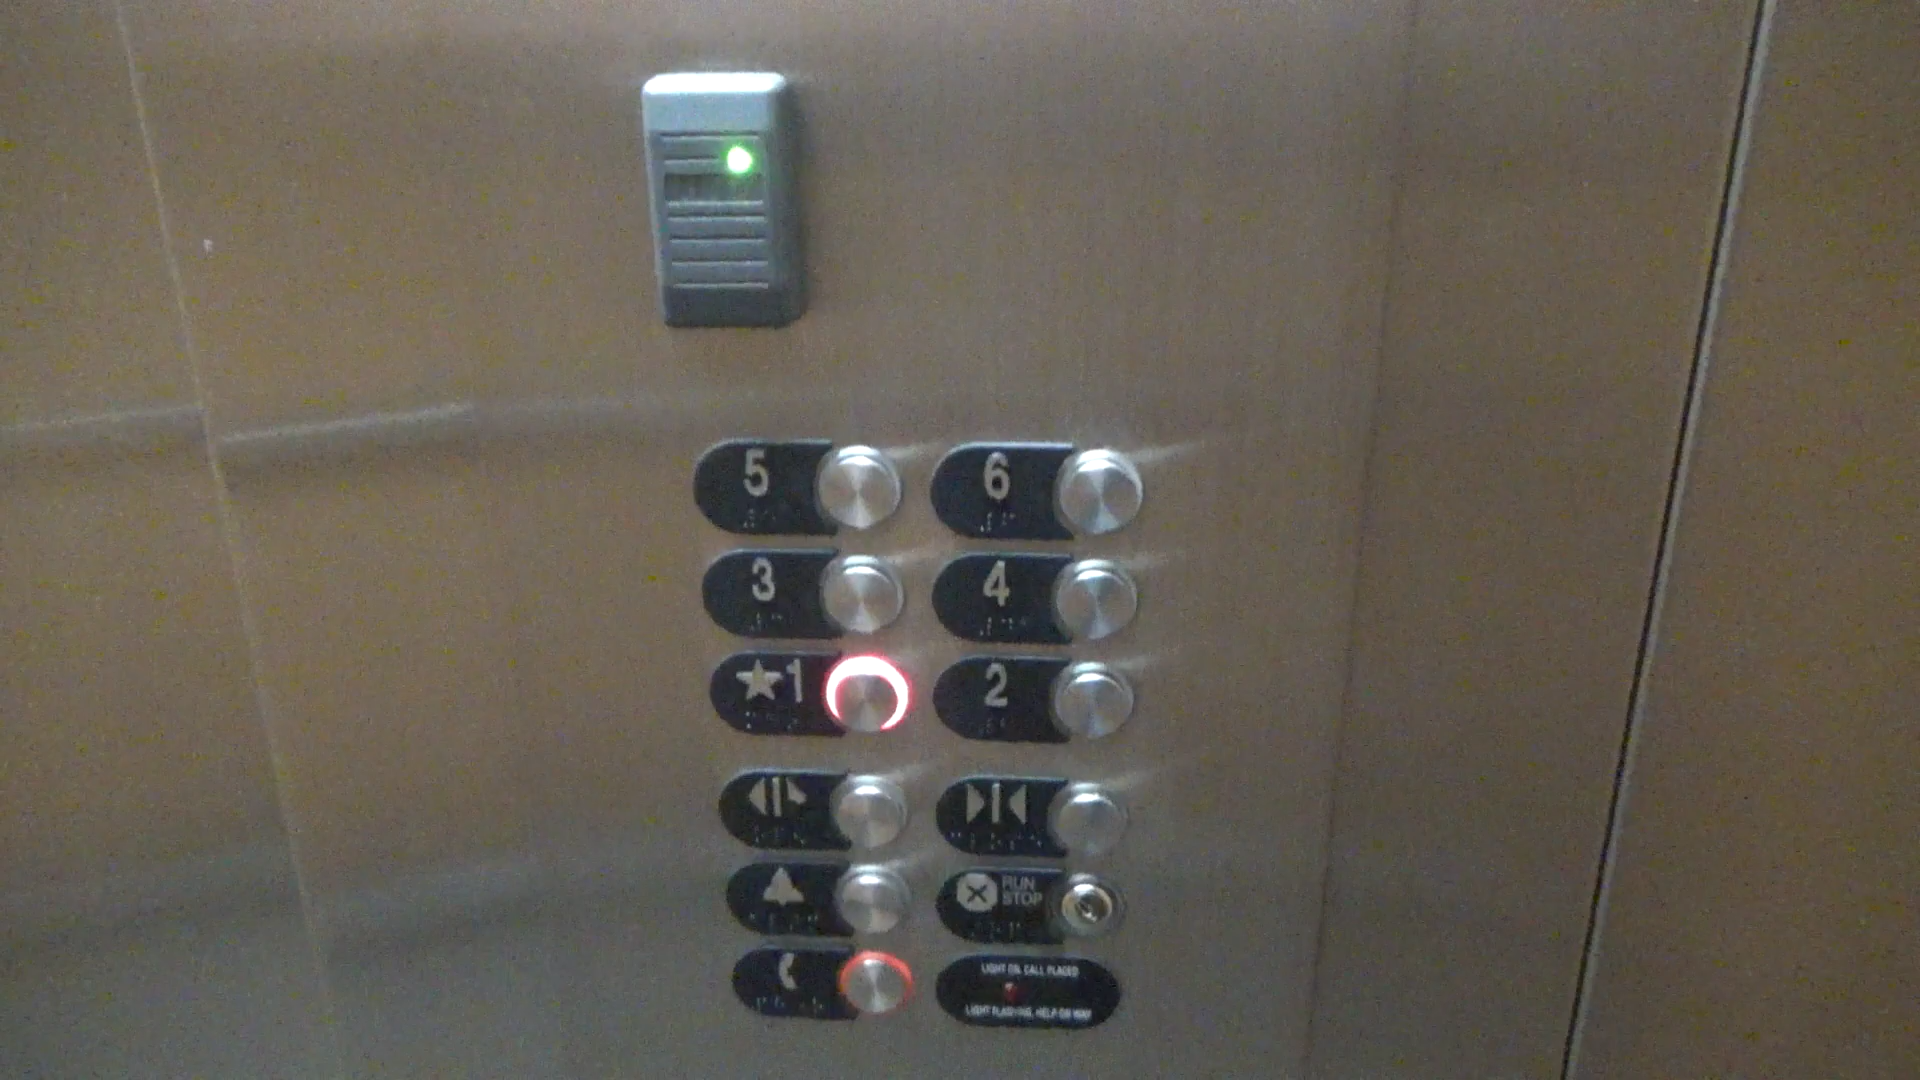 5 6
3 4
★1 2
RUN
STOP
LIGHT ON, CALL PLACED
LIGHT FLASHING, HELP ON WAY